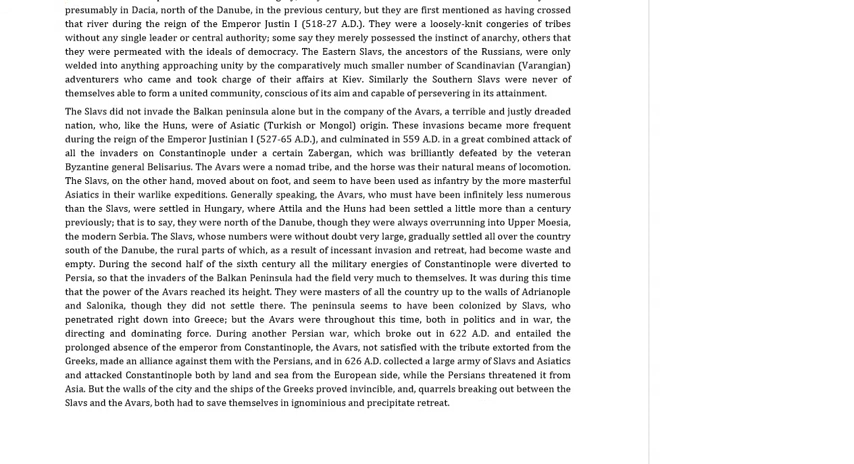 presumably in Dacia, north of the Danube, in the previous century, but they are first mentioned as having crossed
that river during the reign of the Emperor Justin I (518-27 A.D.). They were a loosely-knit congeries of tribes
without any single leader or central authority; some say they merely possessed the instinct of anarchy, others that
they were permeated with the ideals of democracy. The Eastern Slavs, the ancestors of the Russians, were only
welded into anything approaching unity by the comparatively much smaller number of Scandinavian (Varangian)
adventurers who came and took charge of their affairs at Kiev. Similarly the Southern Slavs were never of
themselves able to form a united community, conscious of its aim and capable of persevering in its attainment.
The Slavs did not invade the Balkan peninsula alone but in the company of the Avars, a terrible and justly dreaded
nation, who, like the Huns, were of Asiatic (Turkish or Mongol) origin. These invasions became more frequent
during the reign of the Emperor Justinian I (527-65 A.D.), and culminated in 559 A.D. in a great combined attack of
all the invaders on Constantinople under a certain Zabergan, which was brilliantly defeated by the veteran
Byzantine general Belisarius. The Avars were a nomad tribe, and the horse was their natural means of locomotion.
The Slavs, on the other hand, moved about on foot, and seem to have been used as infantry by the more masterful
Asiatics in their warlike expeditions. Generally speaking, the Avars, who must have been infinitely less numerous
than the Slavs, were settled in Hungary, where Attila and the Huns had been settled a little more than a century
previously; that is to say, they were north of the Danube, though they were always overrunning into Upper Moesia,
the modern Serbia. The Slavs, whose numbers were without doubt very large, gradually settled all over the country
south of the Danube, the rural parts of which, as a result of incessant invasion and retreat, had become waste and
empty. During the second half of the sixth century all the military energies of Constantinople were diverted to
Persia, so that the invaders of the Balkan Peninsula had the field very much to themselves. It was during this time
that the power of the Avars reached its height. They were masters of all the country up to the walls of Adrianople
and Salonika, though they did not settle there. The peninsula seems to have been colonized by Slavs, who
penetrated right down into Greece; but the Avars were throughout this time, both in politics and in war, the
directing and dominating force. During another Persian war, which broke out in 622 A.D. and entailed the
prolonged absence of the emperor from Constantinople, the Avars, not satisfied with the tribute extorted from the
Greeks, made an alliance against them with the Persians, and in 626 A.D. collected a large army of Slavs and Asiatics
and attacked Constantinople both by land and sea from the European side, while the Persians threatened it from
Asia. But the walls of the city and the ships of the Greeks proved invincible, and, quarrels breaking out between the
Slavs and the Avars, both had to save themselves in ignominious and precipitate retreat.